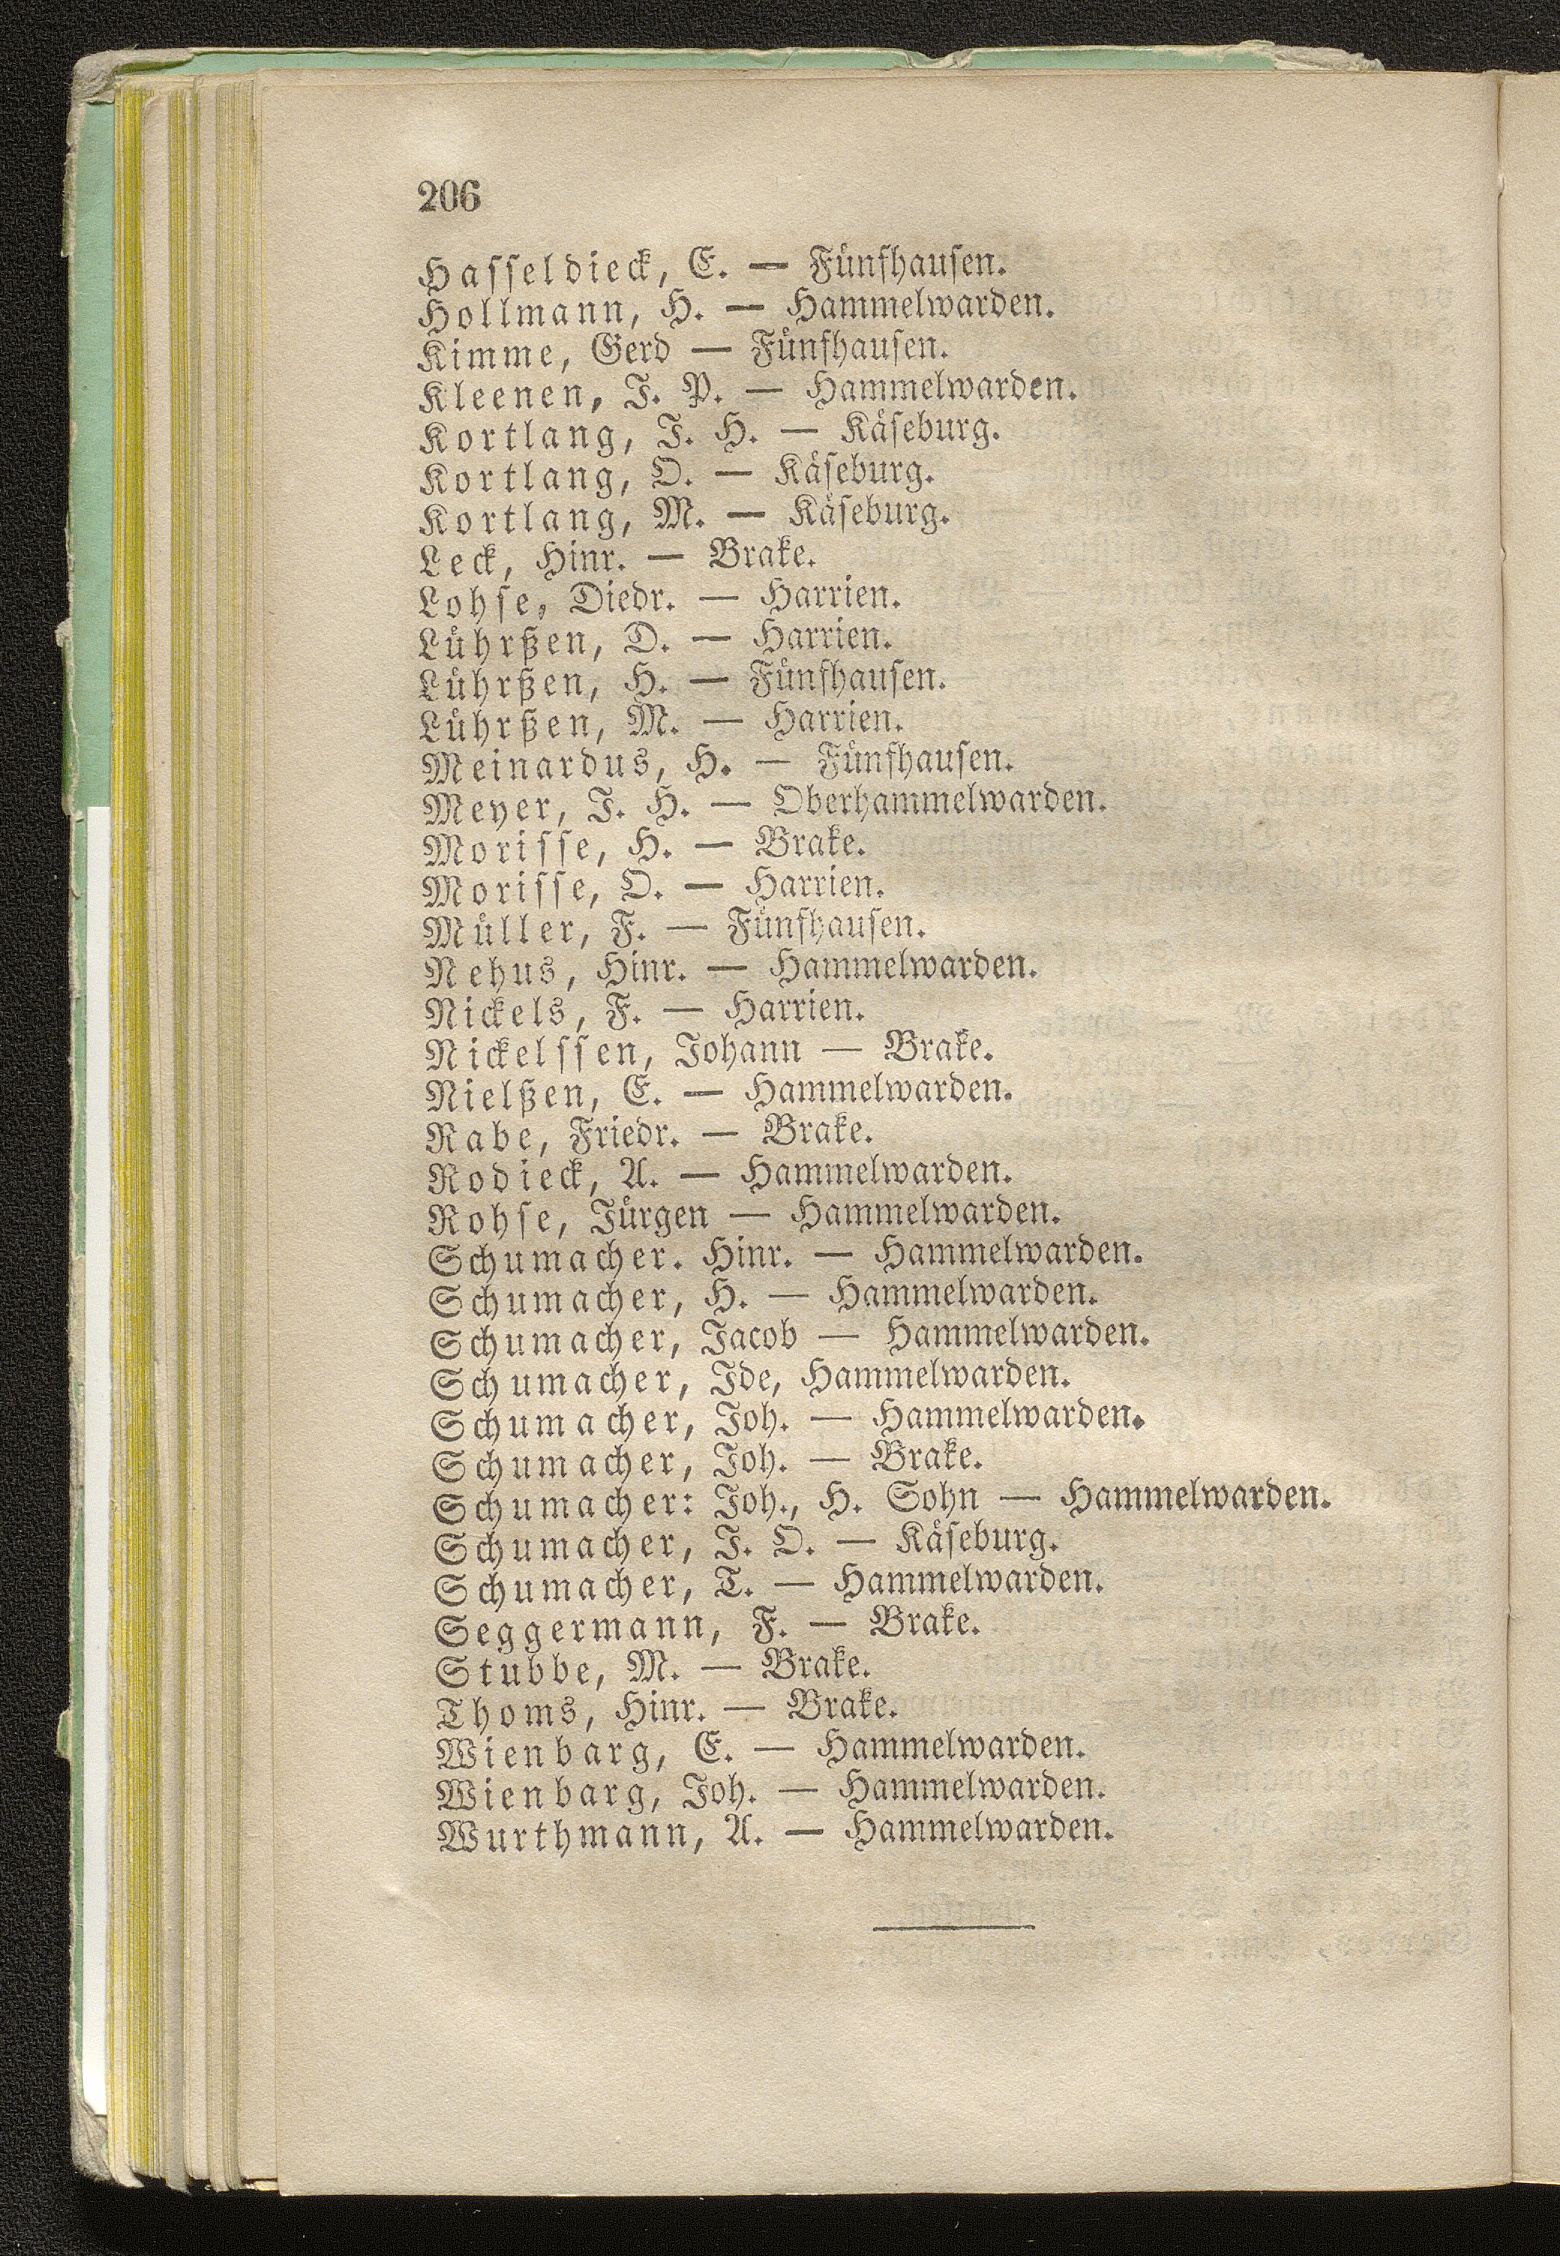 206
Hasseldieck, E. — Fünfhausen.
Hollmann, H. — Hammelwarden.
Kimme, Gerd — Fünfhausen.
Kleenen, J. P. — Hammelwarden.
Kortlang, J. H. — Käseburg.
Kortlang, O. — Käseburg.
Kortlang, M. — Käseburg.
Leck, Hinr. — Brake.
Lohse, Diedr. — Harrien.
Lührßen, D. — Harrien.
Lührßen, H. — Fünfhausen.
Lührßen, M. — Harrien.
Meinardus, H. — Fünfhausen.
Meyer, J. H. — Oberhammelwarden.
Morisse, H. — Brake.
Morisse, O. — Harrien.
Müller, F. — Fünfhausen.
Nehus, Hinr. — Hammelwarden.
Nickels, F. — Harrien.
Nickelssen, Johann — Brake.
Nielßen, E. — Hammelwarden.
Rabe, Friedr. — Brake.
Rodieck, A. — Hammelwarden.
Rohse, Jürgen — Hammelwarden.
Schumacher. Hinr. — Hammelwarden.
Schumacher, H. — Hammelwarden.
Schumacher, Jacob — Hammelwarden.
Schumacher, Ide, Hammelwarden.
Schumacher, Joh. — Hammelwarden.
Schumacher, Joh. — Brake.
Schumacher: Joh., H. Sohn — Hammelwarden.
Schumacher, J. O. — Käseburg.
Schumacher, T. — Hammelwarden.
Seggermann, F. — Brake.
Stubbe, M. — Brake.
Thoms, Hinr. — Brake.
Wienbarg, E. — Hammelwarden.
Wienbarg, Joh. — Hammelwarden.
Wurthmann, A. — Hammelwarden.